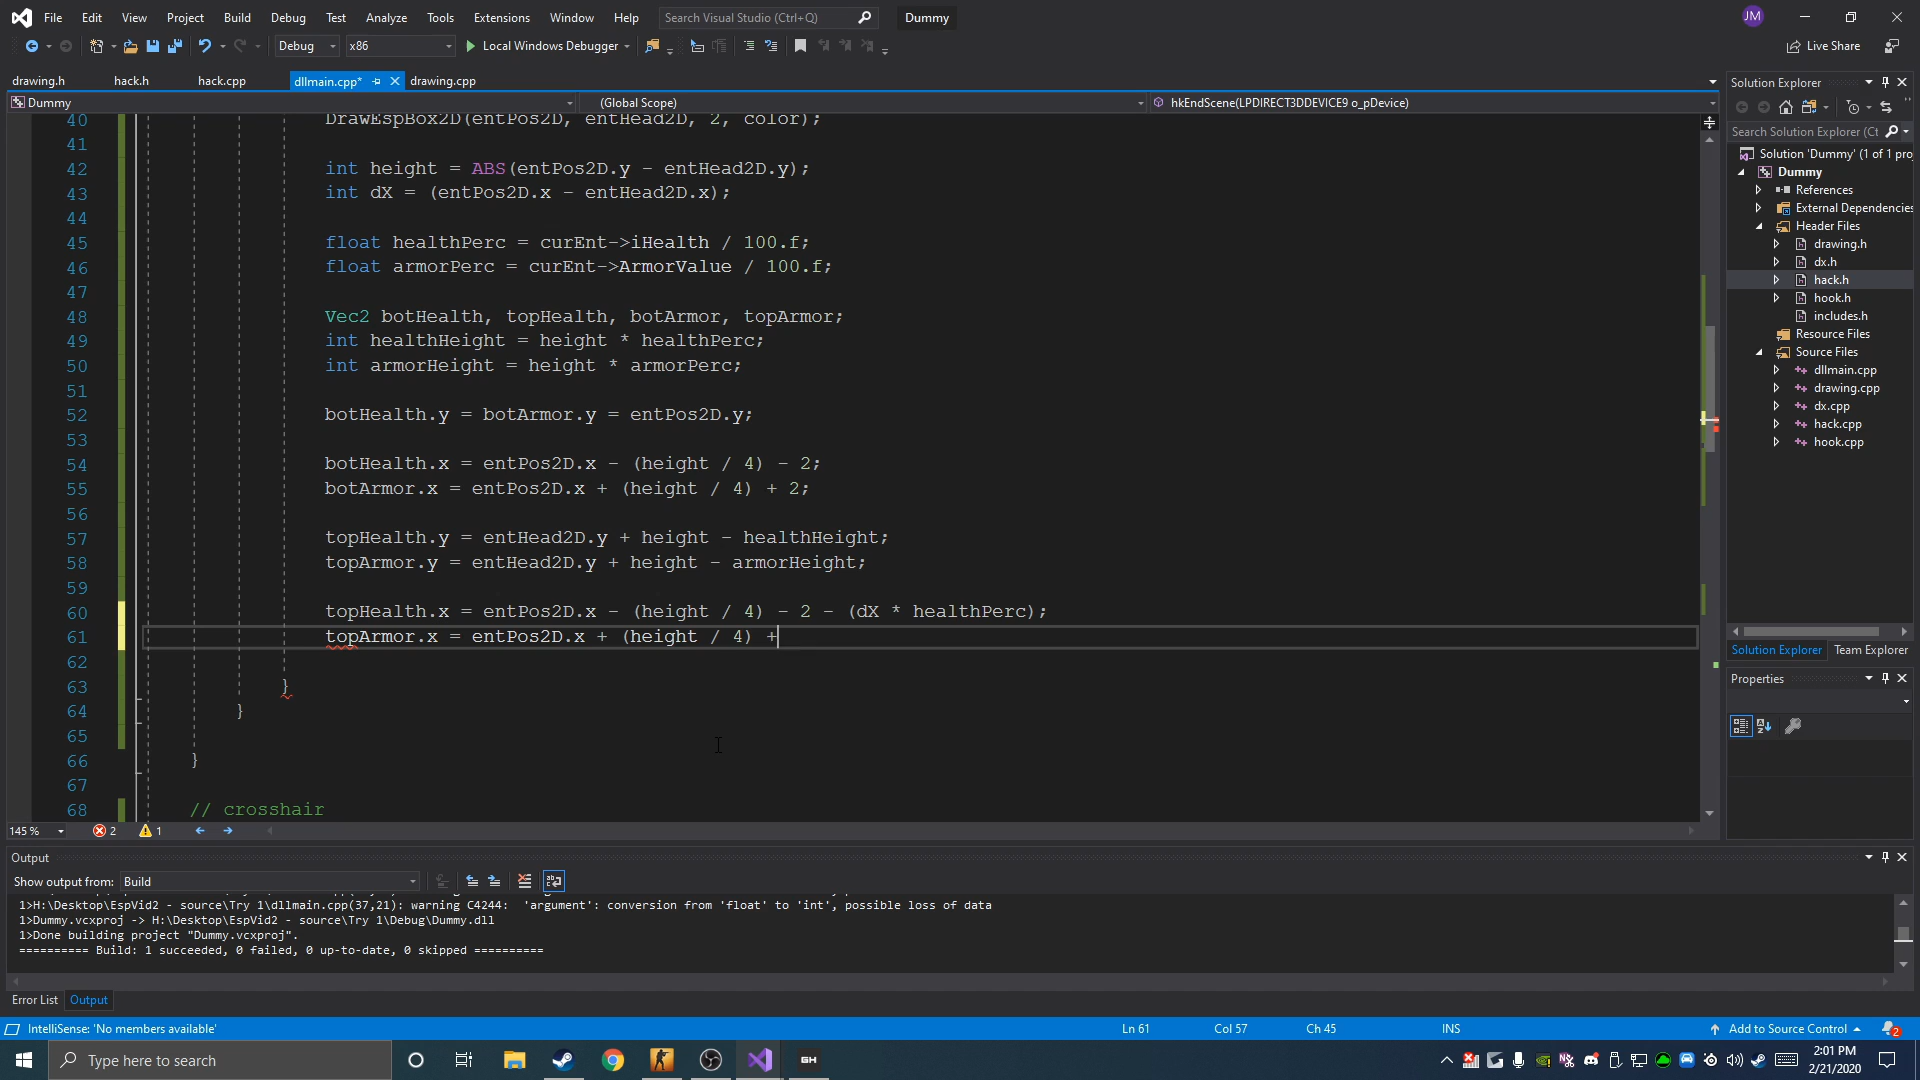 File Edit View Project Build Debug Test Analyze Tools Extensions Window Help Search Visual Studio (Ctrl+Q) Dummy JM
Debug x86 Local Windows Debugger Live Share
drawing.h hack.h hack.cpp dllmain.cpp* drawing.cpp
Dummy (Global Scope) hkEndScene(LPDIRECT3DDEVICE9 o_pDevice)
40 DrawEspBox2D(entPos2D, entHead2D, 2, color);
41
42 int height = ABS(entPos2D.y - entHead2D.y);
43 int dX = (entPos2D.x - entHead2D.x);
44
45 float healthPerc = curEnt->iHealth / 100.f;
46 float armorPerc = curEnt->ArmorValue / 100.f;
47
48 Vec2 botHealth, topHealth, botArmor, topArmor;
49 int healthHeight = height * healthPerc;
50 int armorHeight = height * armorPerc;
51
52 botHealth.y = botArmor.y = entPos2D.y;
53
54 botHealth.x = entPos2D.x - (height / 4) - 2;
55 botArmor.x = entPos2D.x + (height / 4) + 2;
56
57 topHealth.y = entHead2D.y + height - healthHeight;
58 topArmor.y = entHead2D.y + height - armorHeight;
59
60 topHealth.x = entPos2D.x - (height / 4) - 2 - (dX * healthPerc);
61 topArmor.x = entPos2D.x + (height / 4) +
62
63 }
64 }
65
66 }
67
68 // crosshair
145 % 2 1
Output
Show output from: Build
1>H:\Desktop\EspVid2 - source\Try 1\dllmain.cpp(37,21): warning C4244: 'argument': conversion from 'float' to 'int', possible loss of data
1>Dummy.vcxproj -> H:\Desktop\EspVid2 - source\Try 1\Debug\Dummy.dll
1>Done building project "Dummy.vcxproj".
========== Build: 1 succeeded, 0 failed, 0 up-to-date, 0 skipped ==========
Error List Output
Solution Explorer
Search Solution Explorer (Ct
Solution 'Dummy' (1 of 1 pro
Dummy
References
External Dependencies
Header Files
drawing.h
dx.h
hack.h
hook.h
includes.h
Resource Files
Source Files
dllmain.cpp
drawing.cpp
dx.cpp
hack.cpp
hook.cpp
Solution Explorer Team Explorer
Properties
IntelliSense: 'No members available' Ln 61 Col 57 Ch 45 INS Add to Source Control 2
Type here to search GH 2:01 PM
2/21/2020